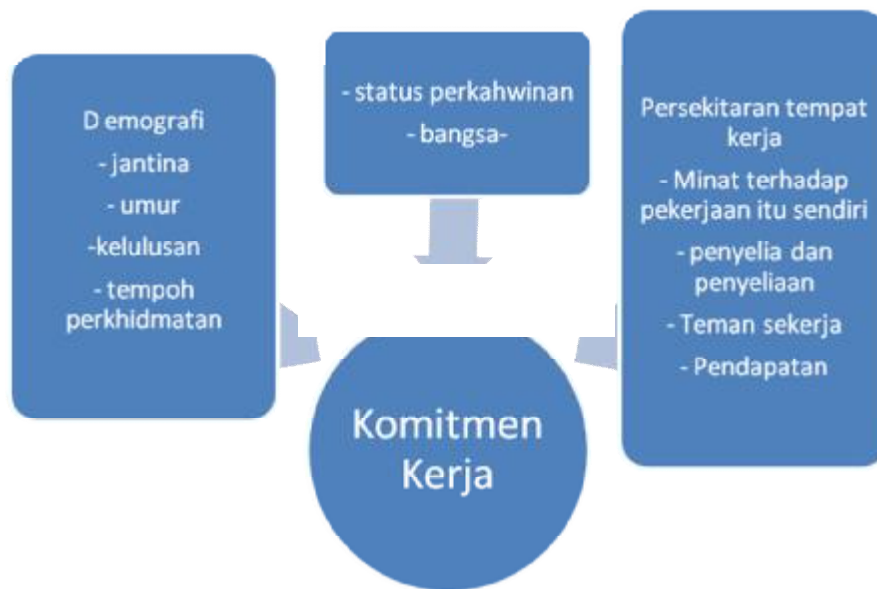 D emografi
- jantina
- umur
-kelulusan
- tempoh
perkhidmatan
- status perkahwinan
- bangsa-
Persekitaran tempat
kerja
- Minat terhadap
pekerjaan itu sendiri
- penyelia dan
penyeliaan
- Teman sekerja
- Pendapatan
Komitmen
Kerja